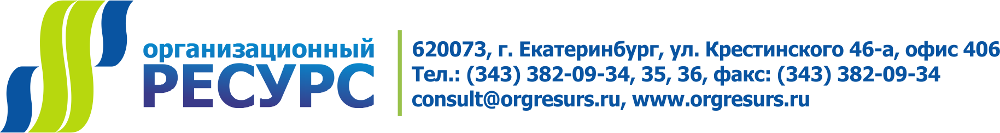 организационный
РЕСУРС
620073, г. Екатеринбург, ул. Крестинского 46-а, офис 406
Тел.: (343) 382-09-34, 35, 36, факс: (343) 382-09-34
consult@orgresurs.ru, www.orgresurs.ru